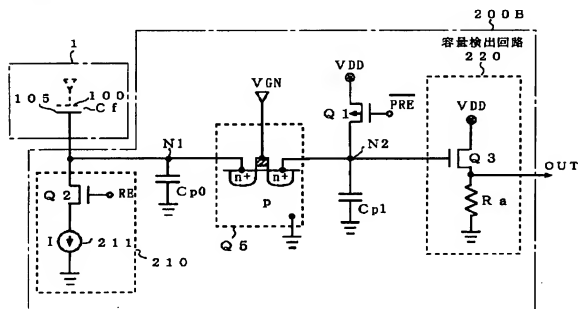 200B
1
容量検出回路
220
VDD
VGN
VDD
105
100
Cf
Q1
PRE
Q3
N1
N2
OUT
n+
n+
Q2
RE
Cp0
p
Cp1
Ra
I
211
210
Q5